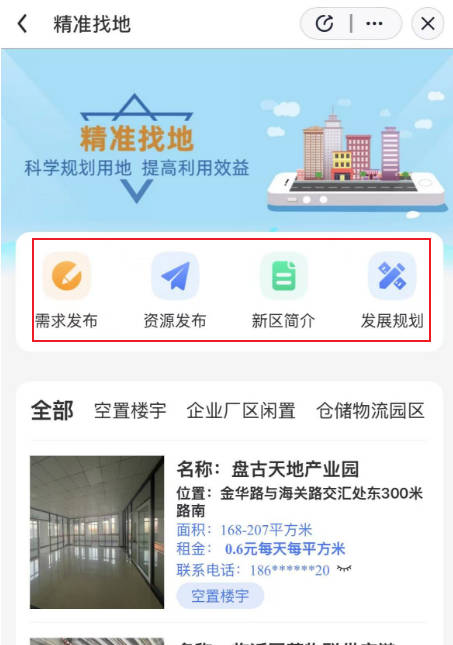 精准找地
精准找地
科学规划用地 提高利用效益
需求发布 资源发布 新区简介 发展规划
全部 空置楼宇 企业厂区闲置 仓储物流园区
名称：盘古天地产业园
位置：金华路与海关路交汇处东300米
路南
面积：168-207平方米
租金：0.6元每天每平方米
联系电话：186******20
空置楼宇